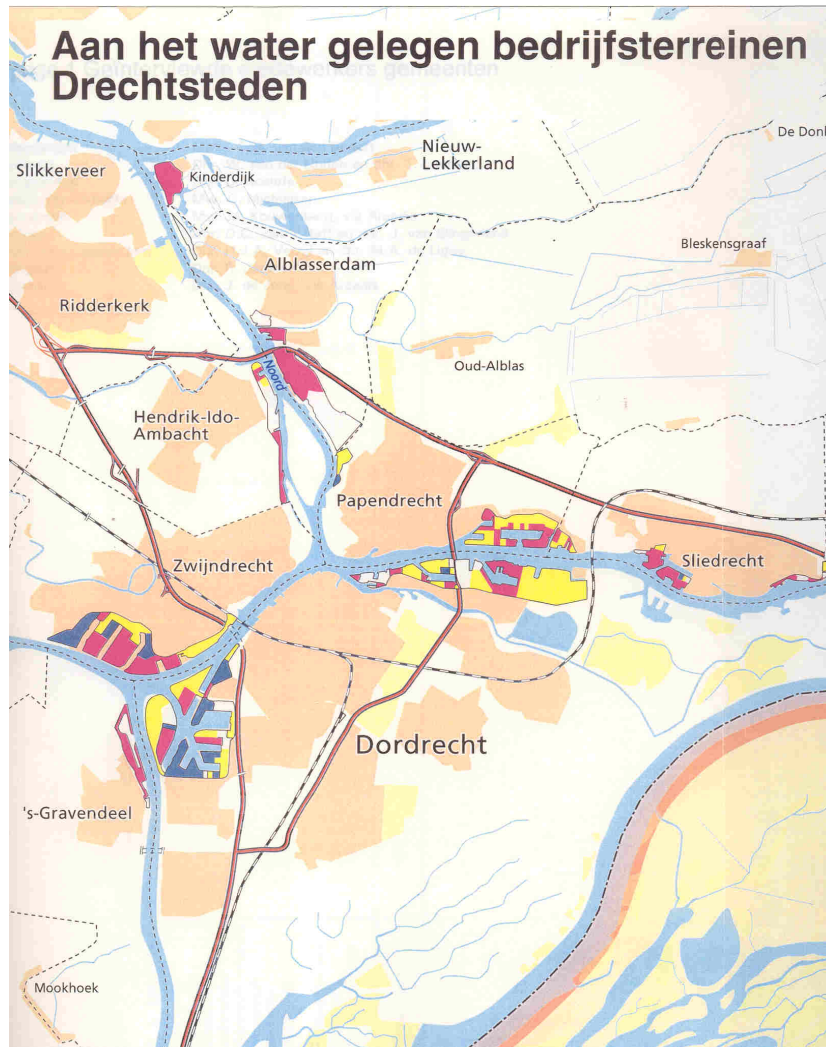 Aan het water gelegen bedrijfsterreinen
Drechtsteden
De Donk
Nieuw-
Lekkerland
Slikkerveer
Kinderdijk
Bleskensgraaf
Alblasserdam
Ridderkerk
Noord
Oud-Alblas
Hendrik-Ido-
Ambacht
Papendrecht
Zwijndrecht
Sliedrecht
Dordrecht
's-Gravendeel
Mookhoek